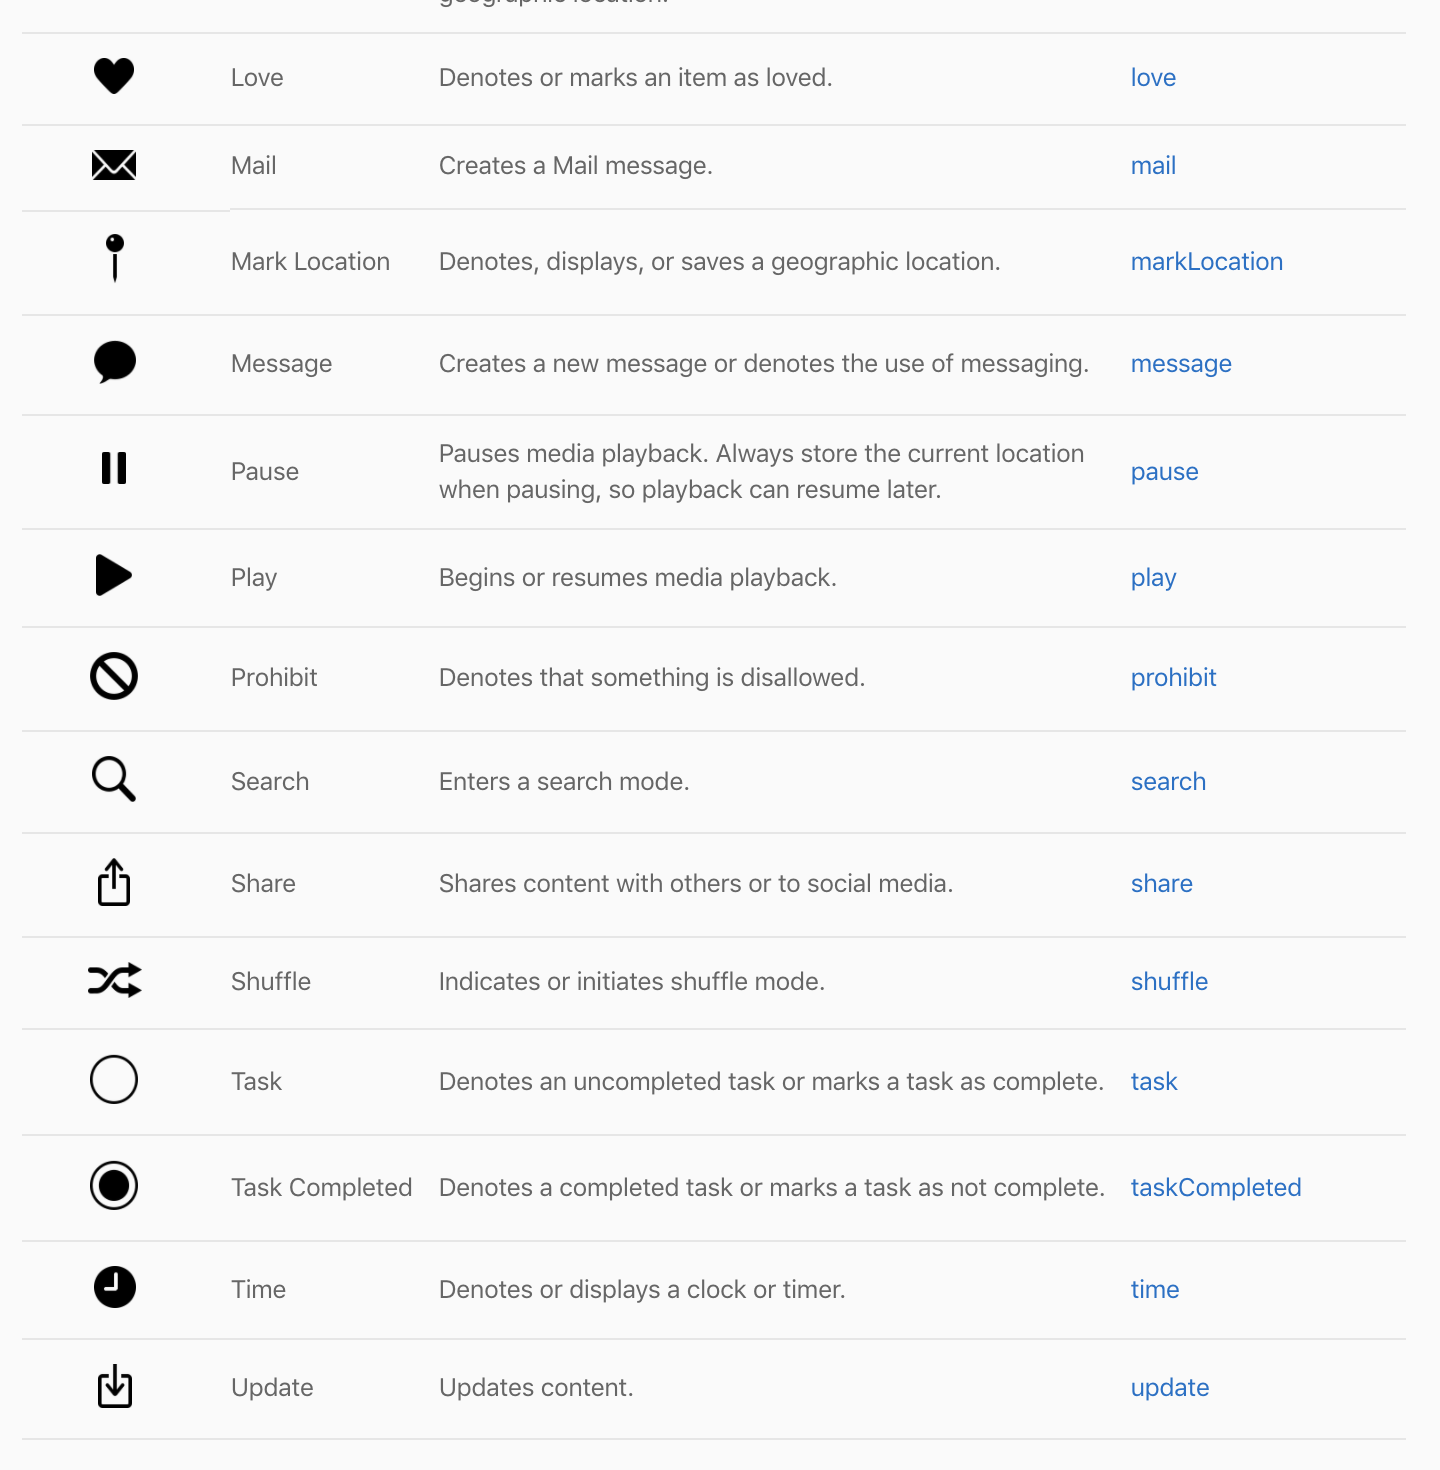 geographic location.
Love Denotes or marks an item as loved. love
Mail Creates a Mail message. mail
Mark Location Denotes, displays, or saves a geographic location. markLocation
Message Creates a new message or denotes the use of messaging. message
Pause Pauses media playback. Always store the current location
when pausing, so playback can resume later. pause
Play Begins or resumes media playback. play
Prohibit Denotes that something is disallowed. prohibit
Search Enters a search mode. search
Share Shares content with others or to social media. share
Shuffle Indicates or initiates shuffle mode. shuffle
Task Denotes an uncompleted task or marks a task as complete. task
Task Completed Denotes a completed task or marks a task as not complete. taskCompleted
Time Denotes or displays a clock or timer. time
Update Updates content. update